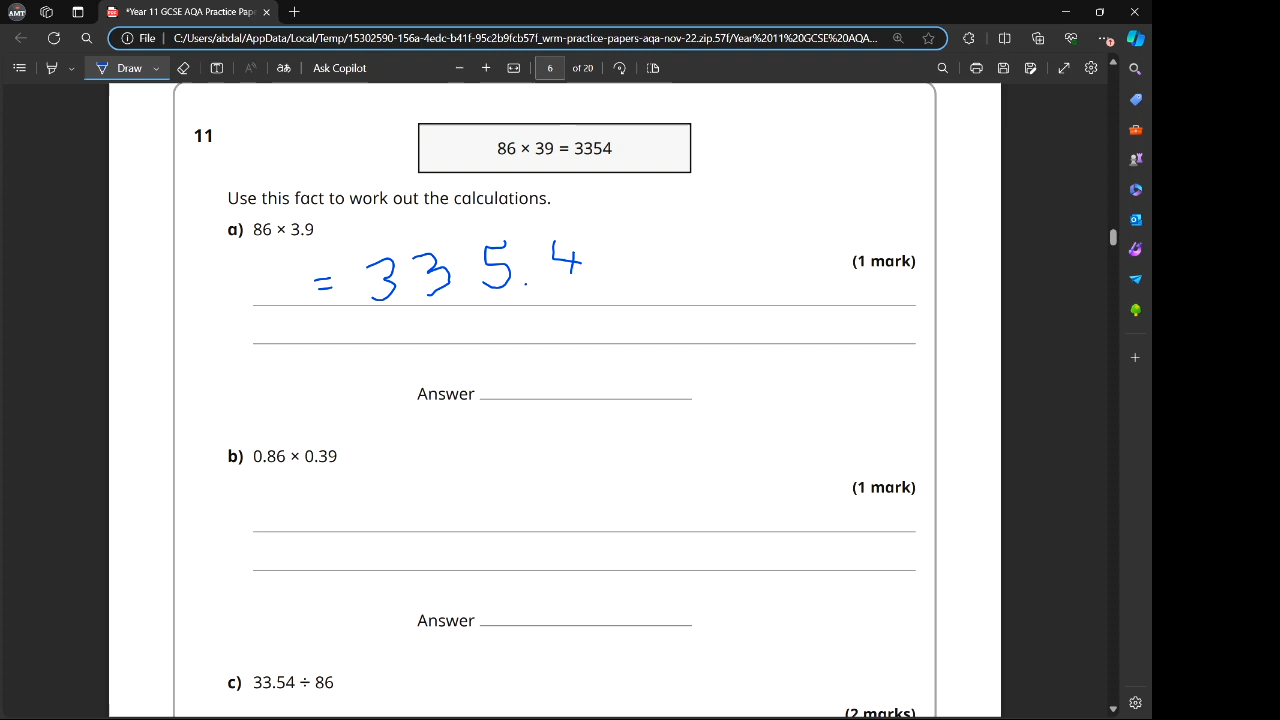 *Year 11 GCSE AQA Practice Pape
File
C:/Users/abdal/AppData/Local/Temp/15302590-156a-4edc-b41f-95c2b9fcb57f_wrm-practice-papers-aqa-nov-22.zip.57f/Year%2011%20GCSE%20AQA...
Draw
Ask Copilot
6 of 20
11
86 × 39 = 3354
Use this fact to work out the calculations.
a) 86 × 3.9
(1 mark)
= 335.4
Answer
b) 0.86 × 0.39
(1 mark)
Answer
c) 33.54 ÷ 86
(2 marks)